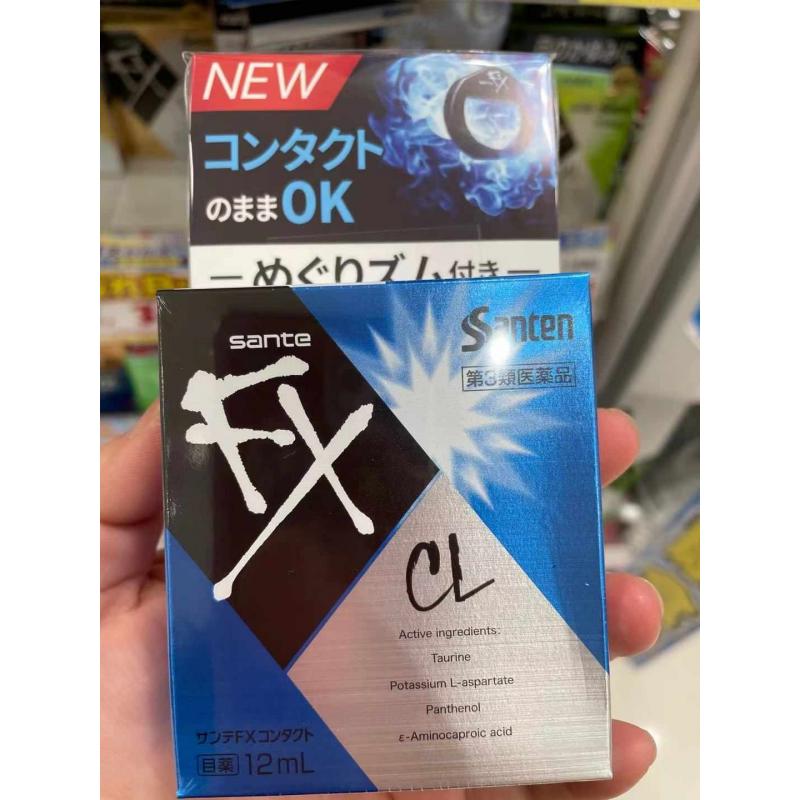 NEW
コンタクト
のままOK
ー めぐりズム付き ー
sante
FX
Santen
第3類医薬品
CL
Active ingredients:
Taurine
Potassium L-aspartate
Panthenol
ε-Aminocaproic acid
サンテFXコンタクト
目薬 12mL